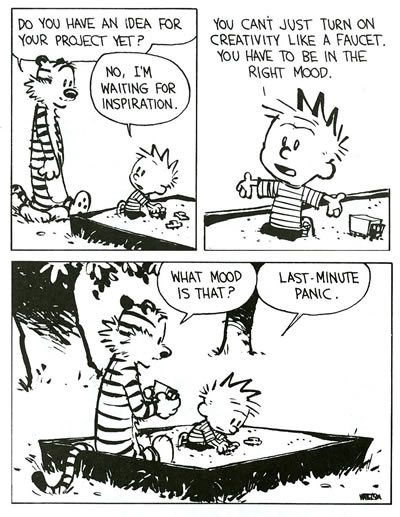 DO YOU HAVE AN IDEA FOR
YOUR PROJECT YET?
NO, I'M
WAITING FOR
INSPIRATION.
YOU CAN'T JUST TURN ON
CREATIVITY LIKE A FAUCET.
YOU HAVE TO BE IN THE
RIGHT MOOD.
WHAT MOOD
IS THAT?
LAST-MINUTE
PANIC.